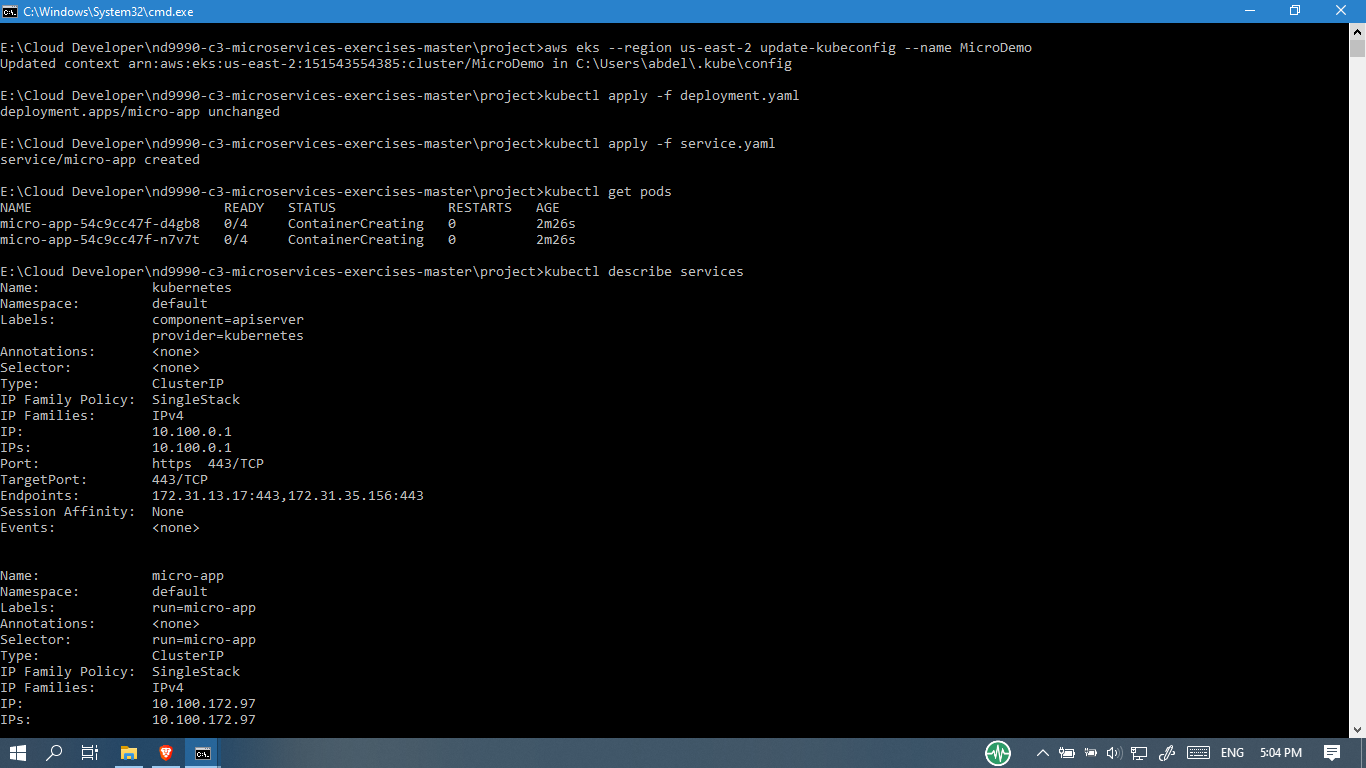 C:\Windows\System32\cmd.exe
E:\Cloud Developer\nd9990-c3-microservices-exercises-master\project>aws eks --region us-east-2 update-kubeconfig --name MicroDemo
Updated context arn:aws:eks:us-east-2:151543554385:cluster/MicroDemo in C:\Users\abdel\.kube\config
E:\Cloud Developer\nd9990-c3-microservices-exercises-master\project>kubectl apply -f deployment.yaml
deployment.apps/micro-app unchanged
E:\Cloud Developer\nd9990-c3-microservices-exercises-master\project>kubectl apply -f service.yaml
service/micro-app created
E:\Cloud Developer\nd9990-c3-microservices-exercises-master\project>kubectl get pods
NAME                        READY   STATUS              RESTARTS   AGE
micro-app-54c9cc47f-d4gb8   0/4     ContainerCreating   0          2m26s
micro-app-54c9cc47f-n7v7t   0/4     ContainerCreating   0          2m26s
E:\Cloud Developer\nd9990-c3-microservices-exercises-master\project>kubectl describe services
Name:              kubernetes
Namespace:         default
Labels:            component=apiserver
                   provider=kubernetes
Annotations:       <none>
Selector:          <none>
Type:              ClusterIP
IP Family Policy:  SingleStack
IP Families:       IPv4
IP:                10.100.0.1
IPs:               10.100.0.1
Port:              https  443/TCP
TargetPort:        443/TCP
Endpoints:         172.31.13.17:443,172.31.35.156:443
Session Affinity:  None
Events:            <none>
Name:              micro-app
Namespace:         default
Labels:            run=micro-app
Annotations:       <none>
Selector:          run=micro-app
Type:              ClusterIP
IP Family Policy:  SingleStack
IP Families:       IPv4
IP:                10.100.172.97
IPs:               10.100.172.97
ENG 5:04 PM